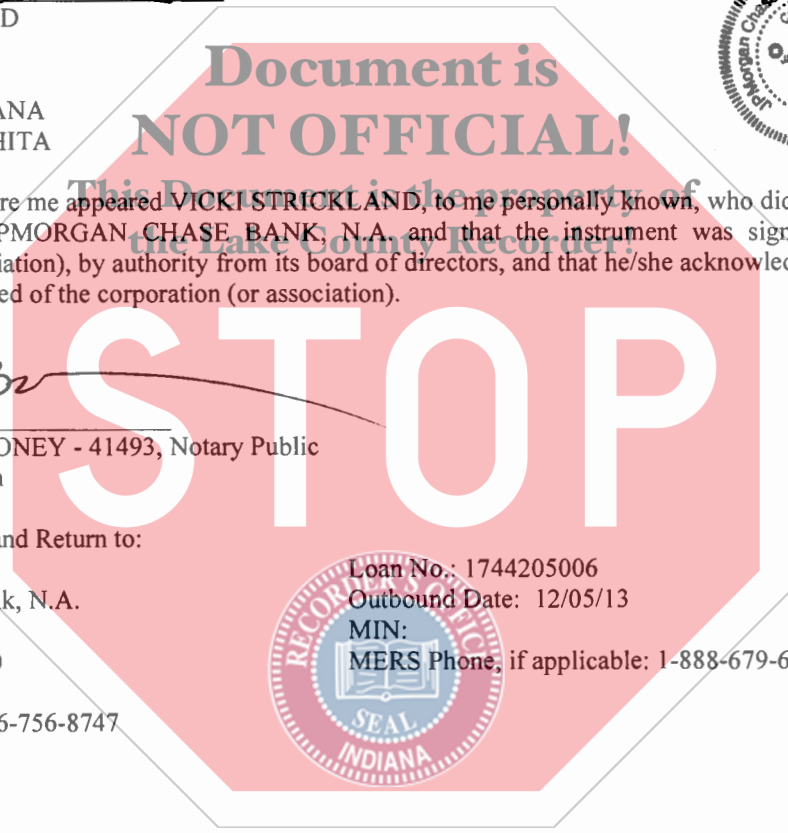 D
Document is
ANA
NOT OFFICIAL!
HITA
JPMorgan Chase
This Document is the property of
re me appeared VICKI STRICKLAND, to me personally known, who did
the Lake County Recorder!
PMORGAN CHASE BANK, N.A. and that the instrument was sign
iation), by authority from its board of directors, and that he/she acknowled
ed of the corporation (or association).
STOP
ONEY - 41493, Notary Public
nd Return to:
Loan No.: 1744205006
k, N.A.
Outbound Date: 12/05/13
MIN:
MERS Phone, if applicable: 1-888-679-6
6-756-8747
RECORDER'S OFFICE
SEAL
INDIANA